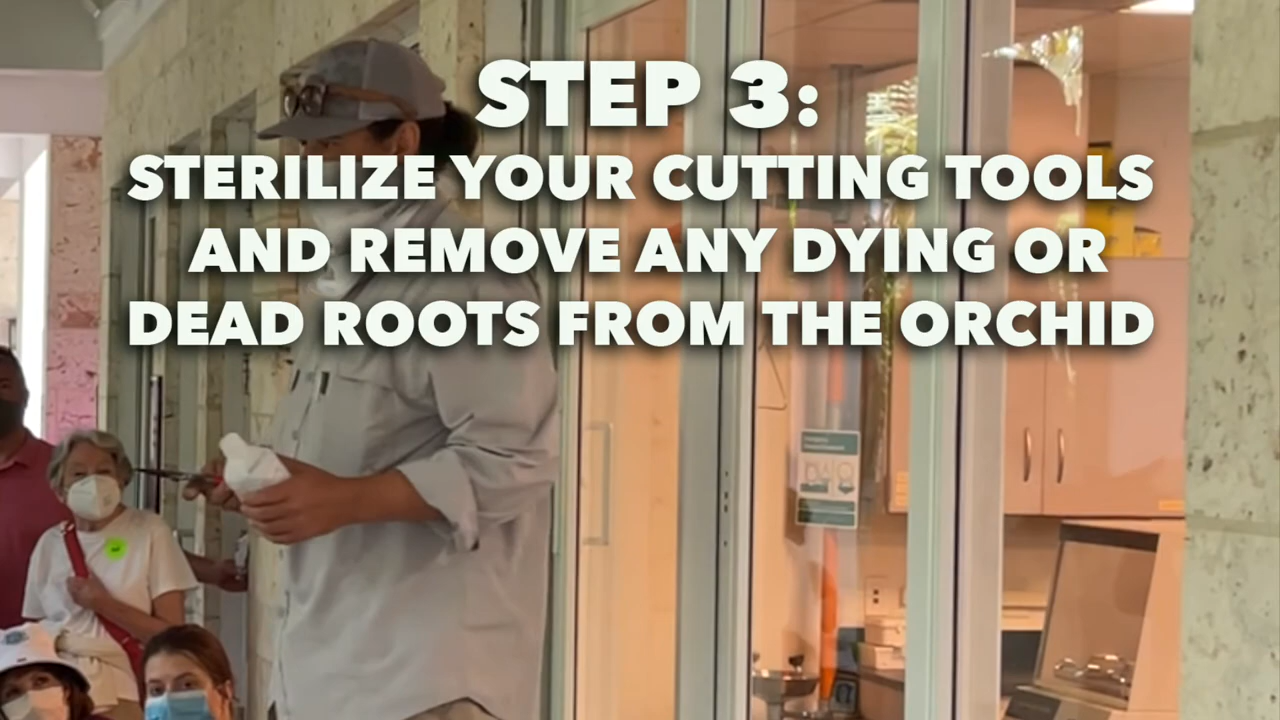 STEP 3:
STERILIZE YOUR CUTTING TOOLS
AND REMOVE ANY DYING OR
DEAD ROOTS FROM THE ORCHID